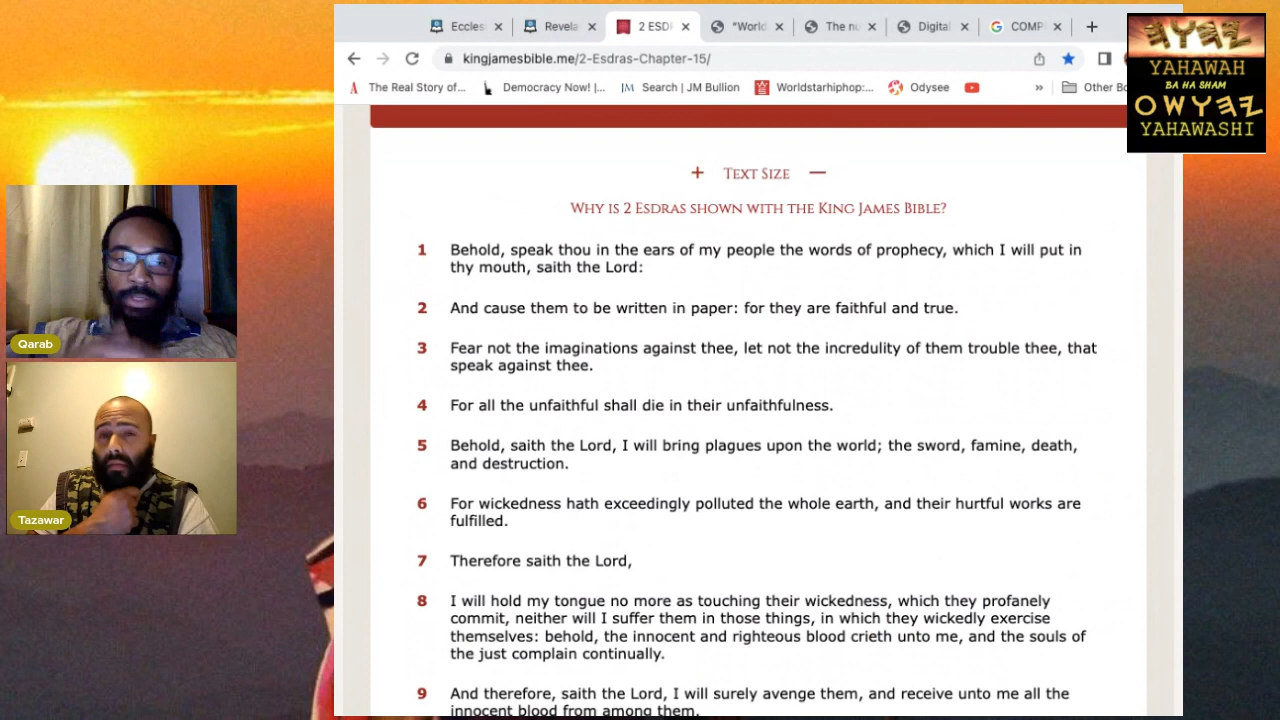 Eccles
Revela
2 ESDR
"World
The nu
Digital
COMP
kingjamesbible.me/2-Esdras-Chapter-15/
The Real Story of...
Democracy Now! |...
JM Search | JM Bullion
Worldstarhiphop:...
Odysee
»
Other Bo
YAHAWAH
BA HA SHAM
YAHAWASHI
+ TEXT SIZE —
WHY IS 2 ESDRAS SHOWN WITH THE KING JAMES BIBLE?
1 Behold, speak thou in the ears of my people the words of prophecy, which I will put in
thy mouth, saith the Lord:
2 And cause them to be written in paper: for they are faithful and true.
3 Fear not the imaginations against thee, let not the incredulity of them trouble thee, that
speak against thee.
4 For all the unfaithful shall die in their unfaithfulness.
5 Behold, saith the Lord, I will bring plagues upon the world; the sword, famine, death,
and destruction.
6 For wickedness hath exceedingly polluted the whole earth, and their hurtful works are
fulfilled.
7 Therefore saith the Lord,
8 I will hold my tongue no more as touching their wickedness, which they profanely
commit, neither will I suffer them in those things, in which they wickedly exercise
themselves: behold, the innocent and righteous blood crieth unto me, and the souls of
the just complain continually.
9 And therefore, saith the Lord, I will surely avenge them, and receive unto me all the
innocent blood from among them.
Qarab
Tazawar